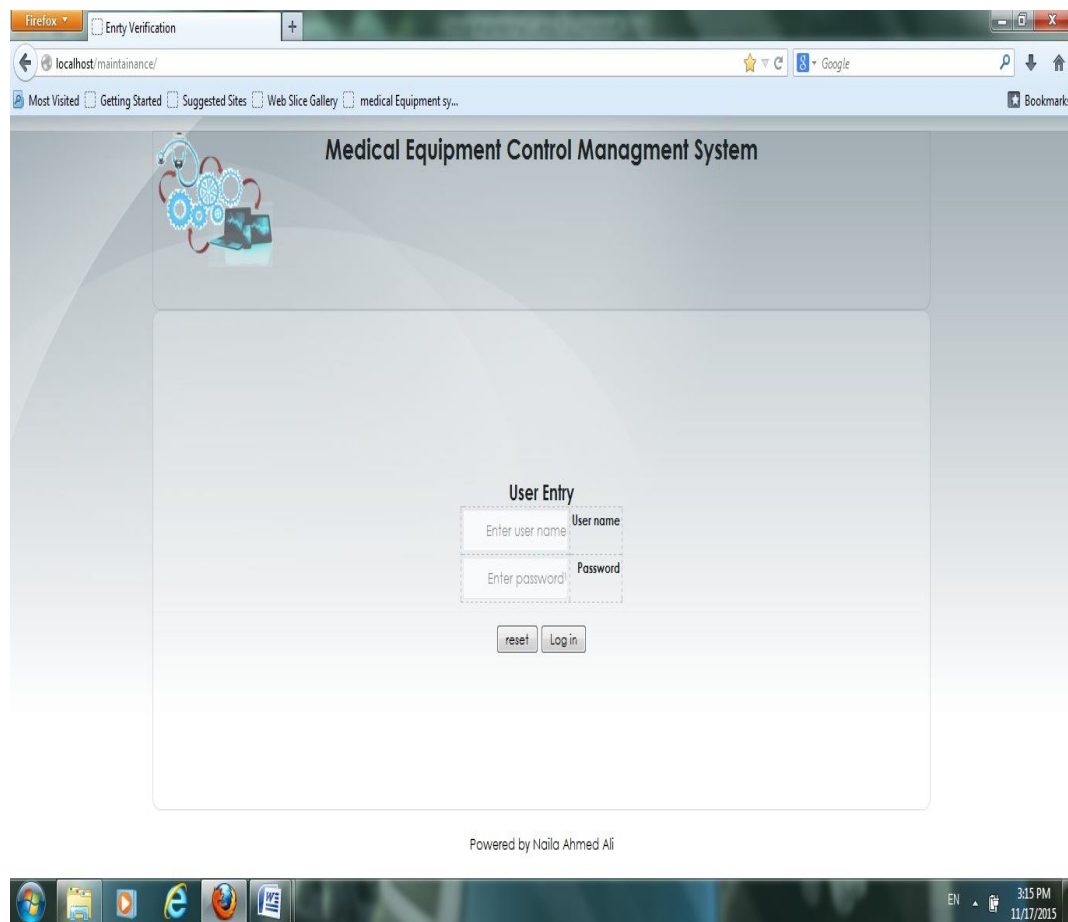 Firefox
Enrty Verification
+
localhost/maintainance/
Google
Most Visited Getting Started Suggested Sites Web Slice Gallery medical Equipment sy...
Bookmarks
Medical Equipment Control Managment System
User Entry
Enter user name User name
Enter password Password
reset Log in
Powered by Naila Ahmed Ali
EN 3:15 PM
11/17/2015